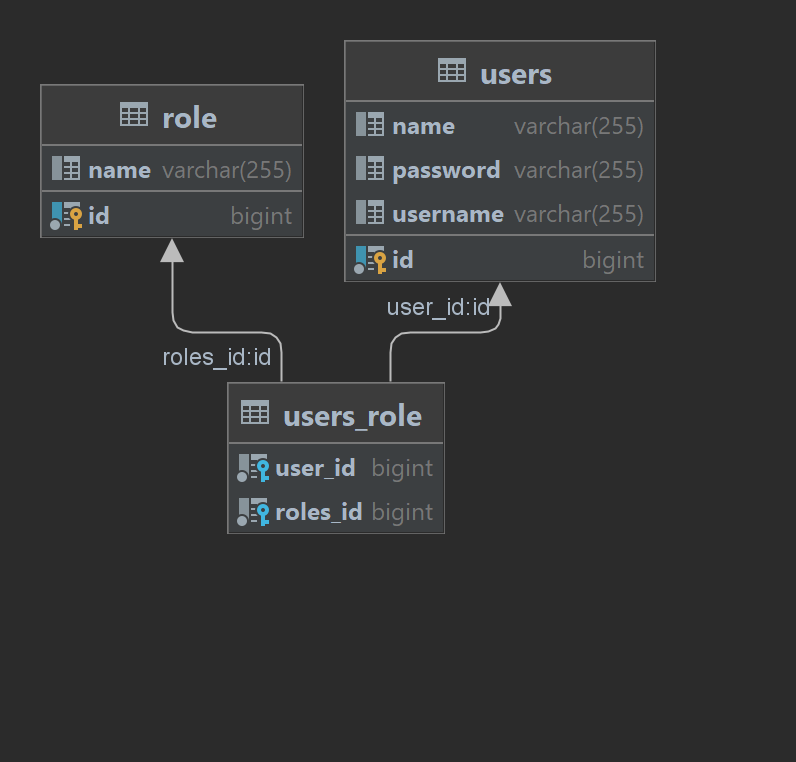 role
name varchar(255)
id bigint
users
name varchar(255)
password varchar(255)
username varchar(255)
id bigint
user_id:id
roles_id:id
users_role
user_id bigint
roles_id bigint